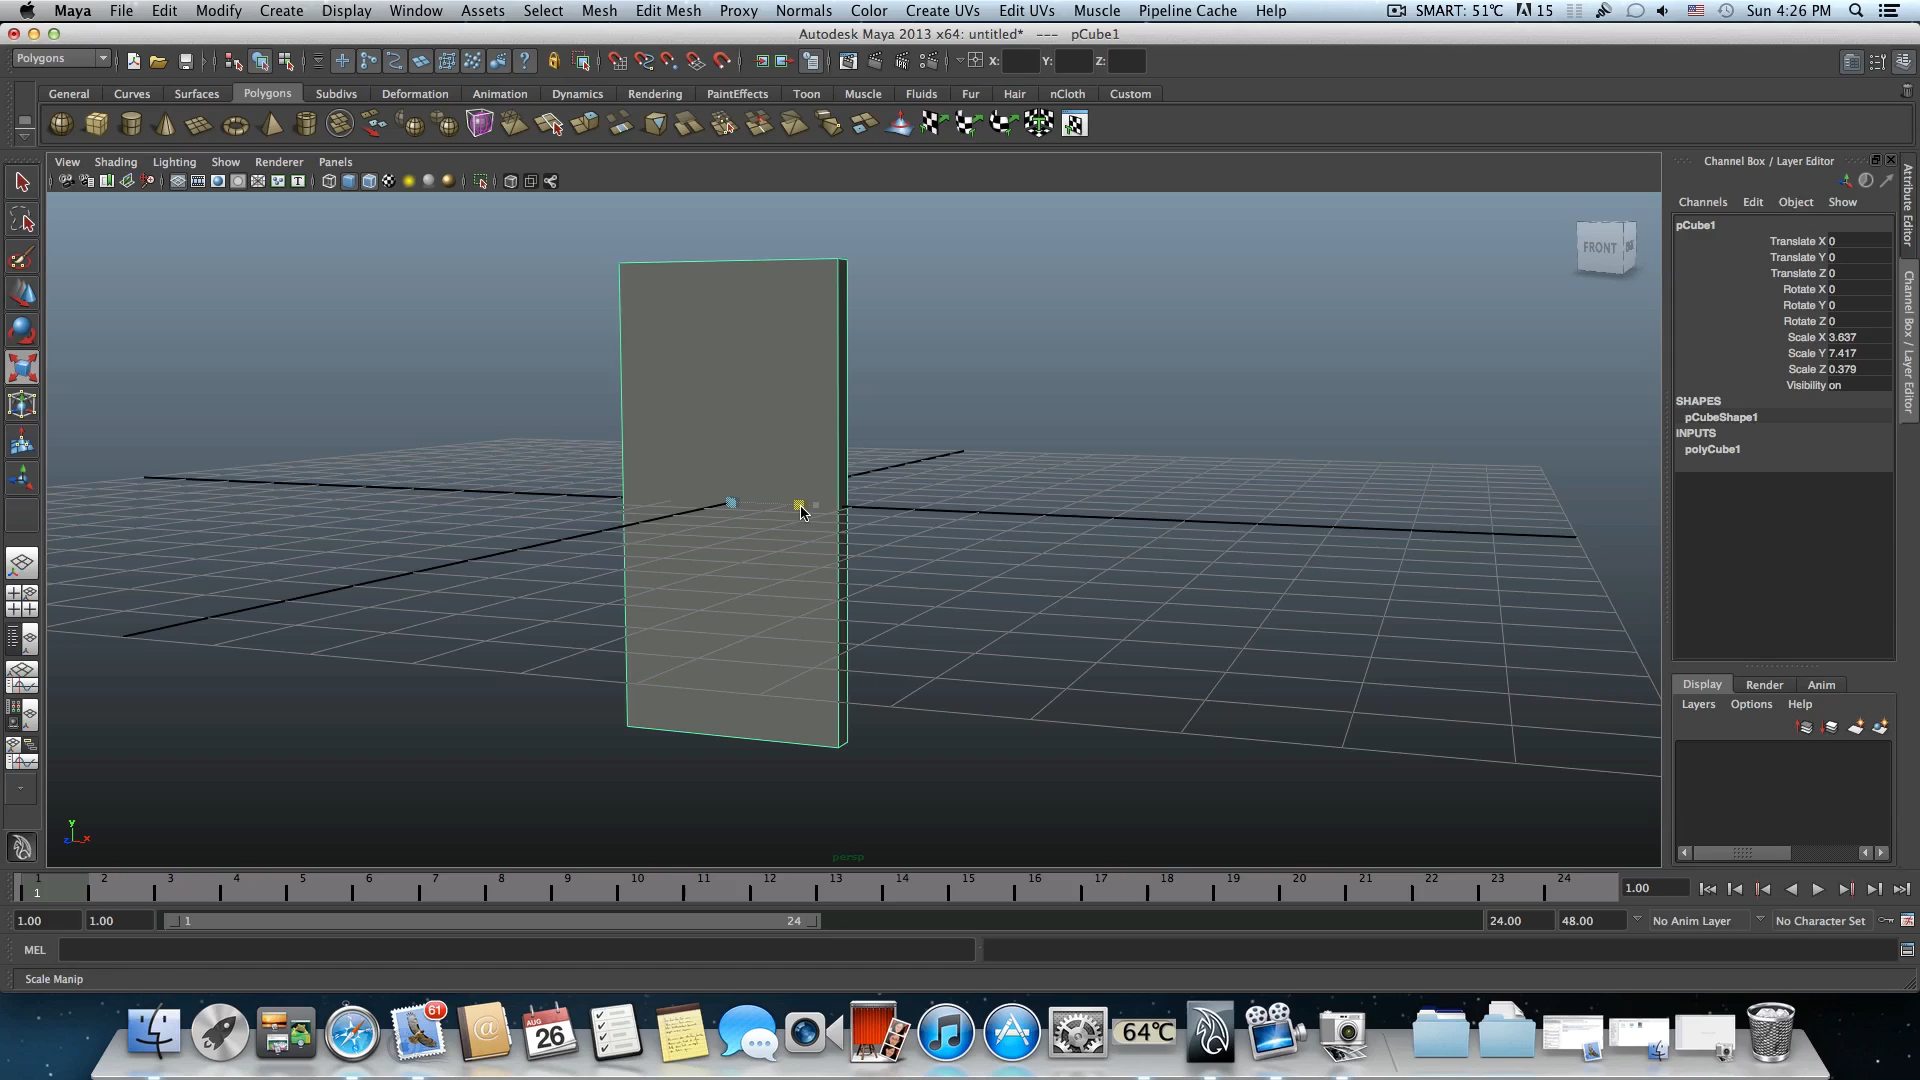 Maya File Edit Modify Create Display Window Assets Select Mesh Edit Mesh Proxy Normals Color Create UVs Edit UVs Muscle Pipeline Cache Help SMART: 51℃ 15 Sun 4:26 PM
Autodesk Maya 2013 x64: untitled* --- pCube1
Polygons X: Y: Z:
General Curves Surfaces Polygons Subdivs Deformation Animation Dynamics Rendering PaintEffects Toon Muscle Fluids Fur Hair nCloth Custom
View Shading Lighting Show Renderer Panels
Channel Box / Layer Editor
Channels Edit Object Show
pCube1
Translate X 0
Translate Y 0
Translate Z 0
Rotate X 0
Rotate Y 0
Rotate Z 0
Scale X 3.637
Scale Y 7.417
Scale Z 0.379
Visibility on
SHAPES
pCubeShape1
INPUTS
polyCube1
Attribute Editor
Channel Box / Layer Editor
FRONT
Display Render Anim
Layers Options Help
y
z x
persp
1 2 3 4 5 6 7 8 9 10 11 12 13 14 15 16 17 18 19 20 21 22 23 24
1
1.00
1.00 1.00 1 24 24.00 48.00 No Anim Layer No Character Set
MEL
Scale Manip
61
AUG
26
64℃